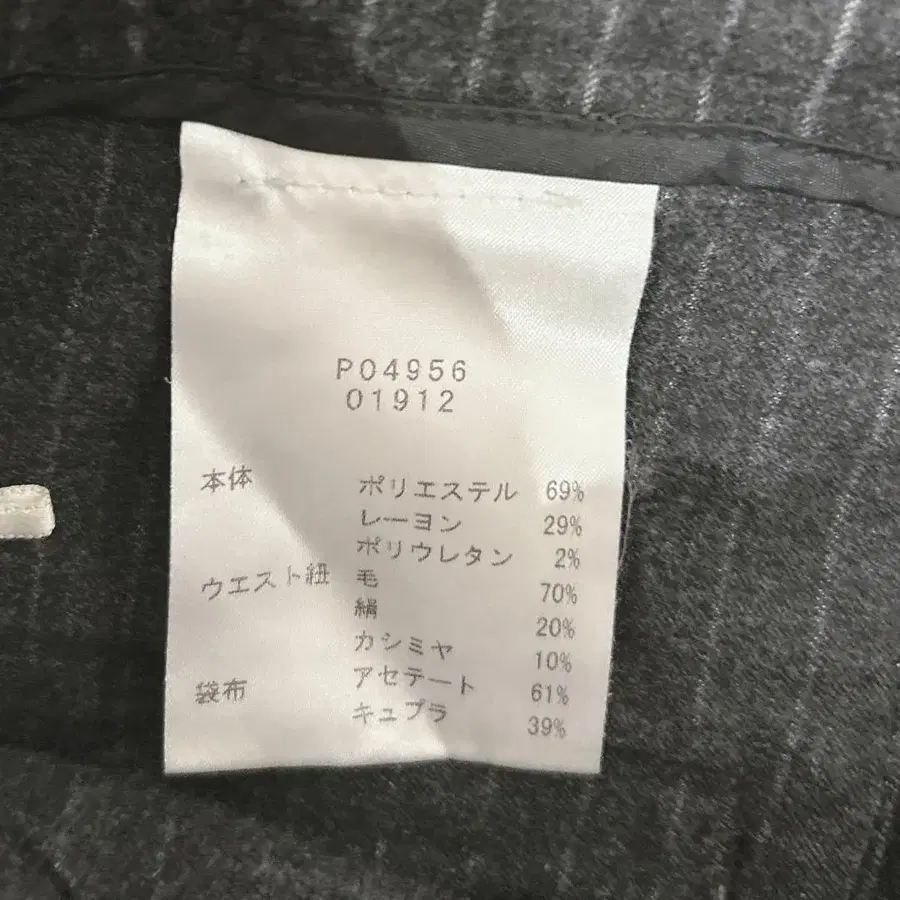 P04956
01912
本体 ポリエステル 69%
レーヨン 29%
ポリウレタン 2%
ウエスト紐 毛 70%
絹 20%
カシミヤ 10%
袋布 アセテート 61%
キュプラ 39%